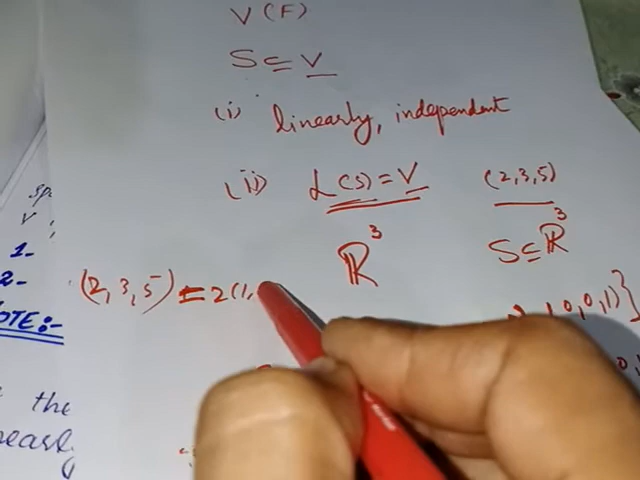 V (F)
S ⊆ V
(i) linearly, independent
(ii) L(S) = V (2,3,5)
ℝ³ S ⊆ ℝ³
(2, 3, 5) = 2(1,
0,0,1)}
V
1-
2-
NOTE:-
the